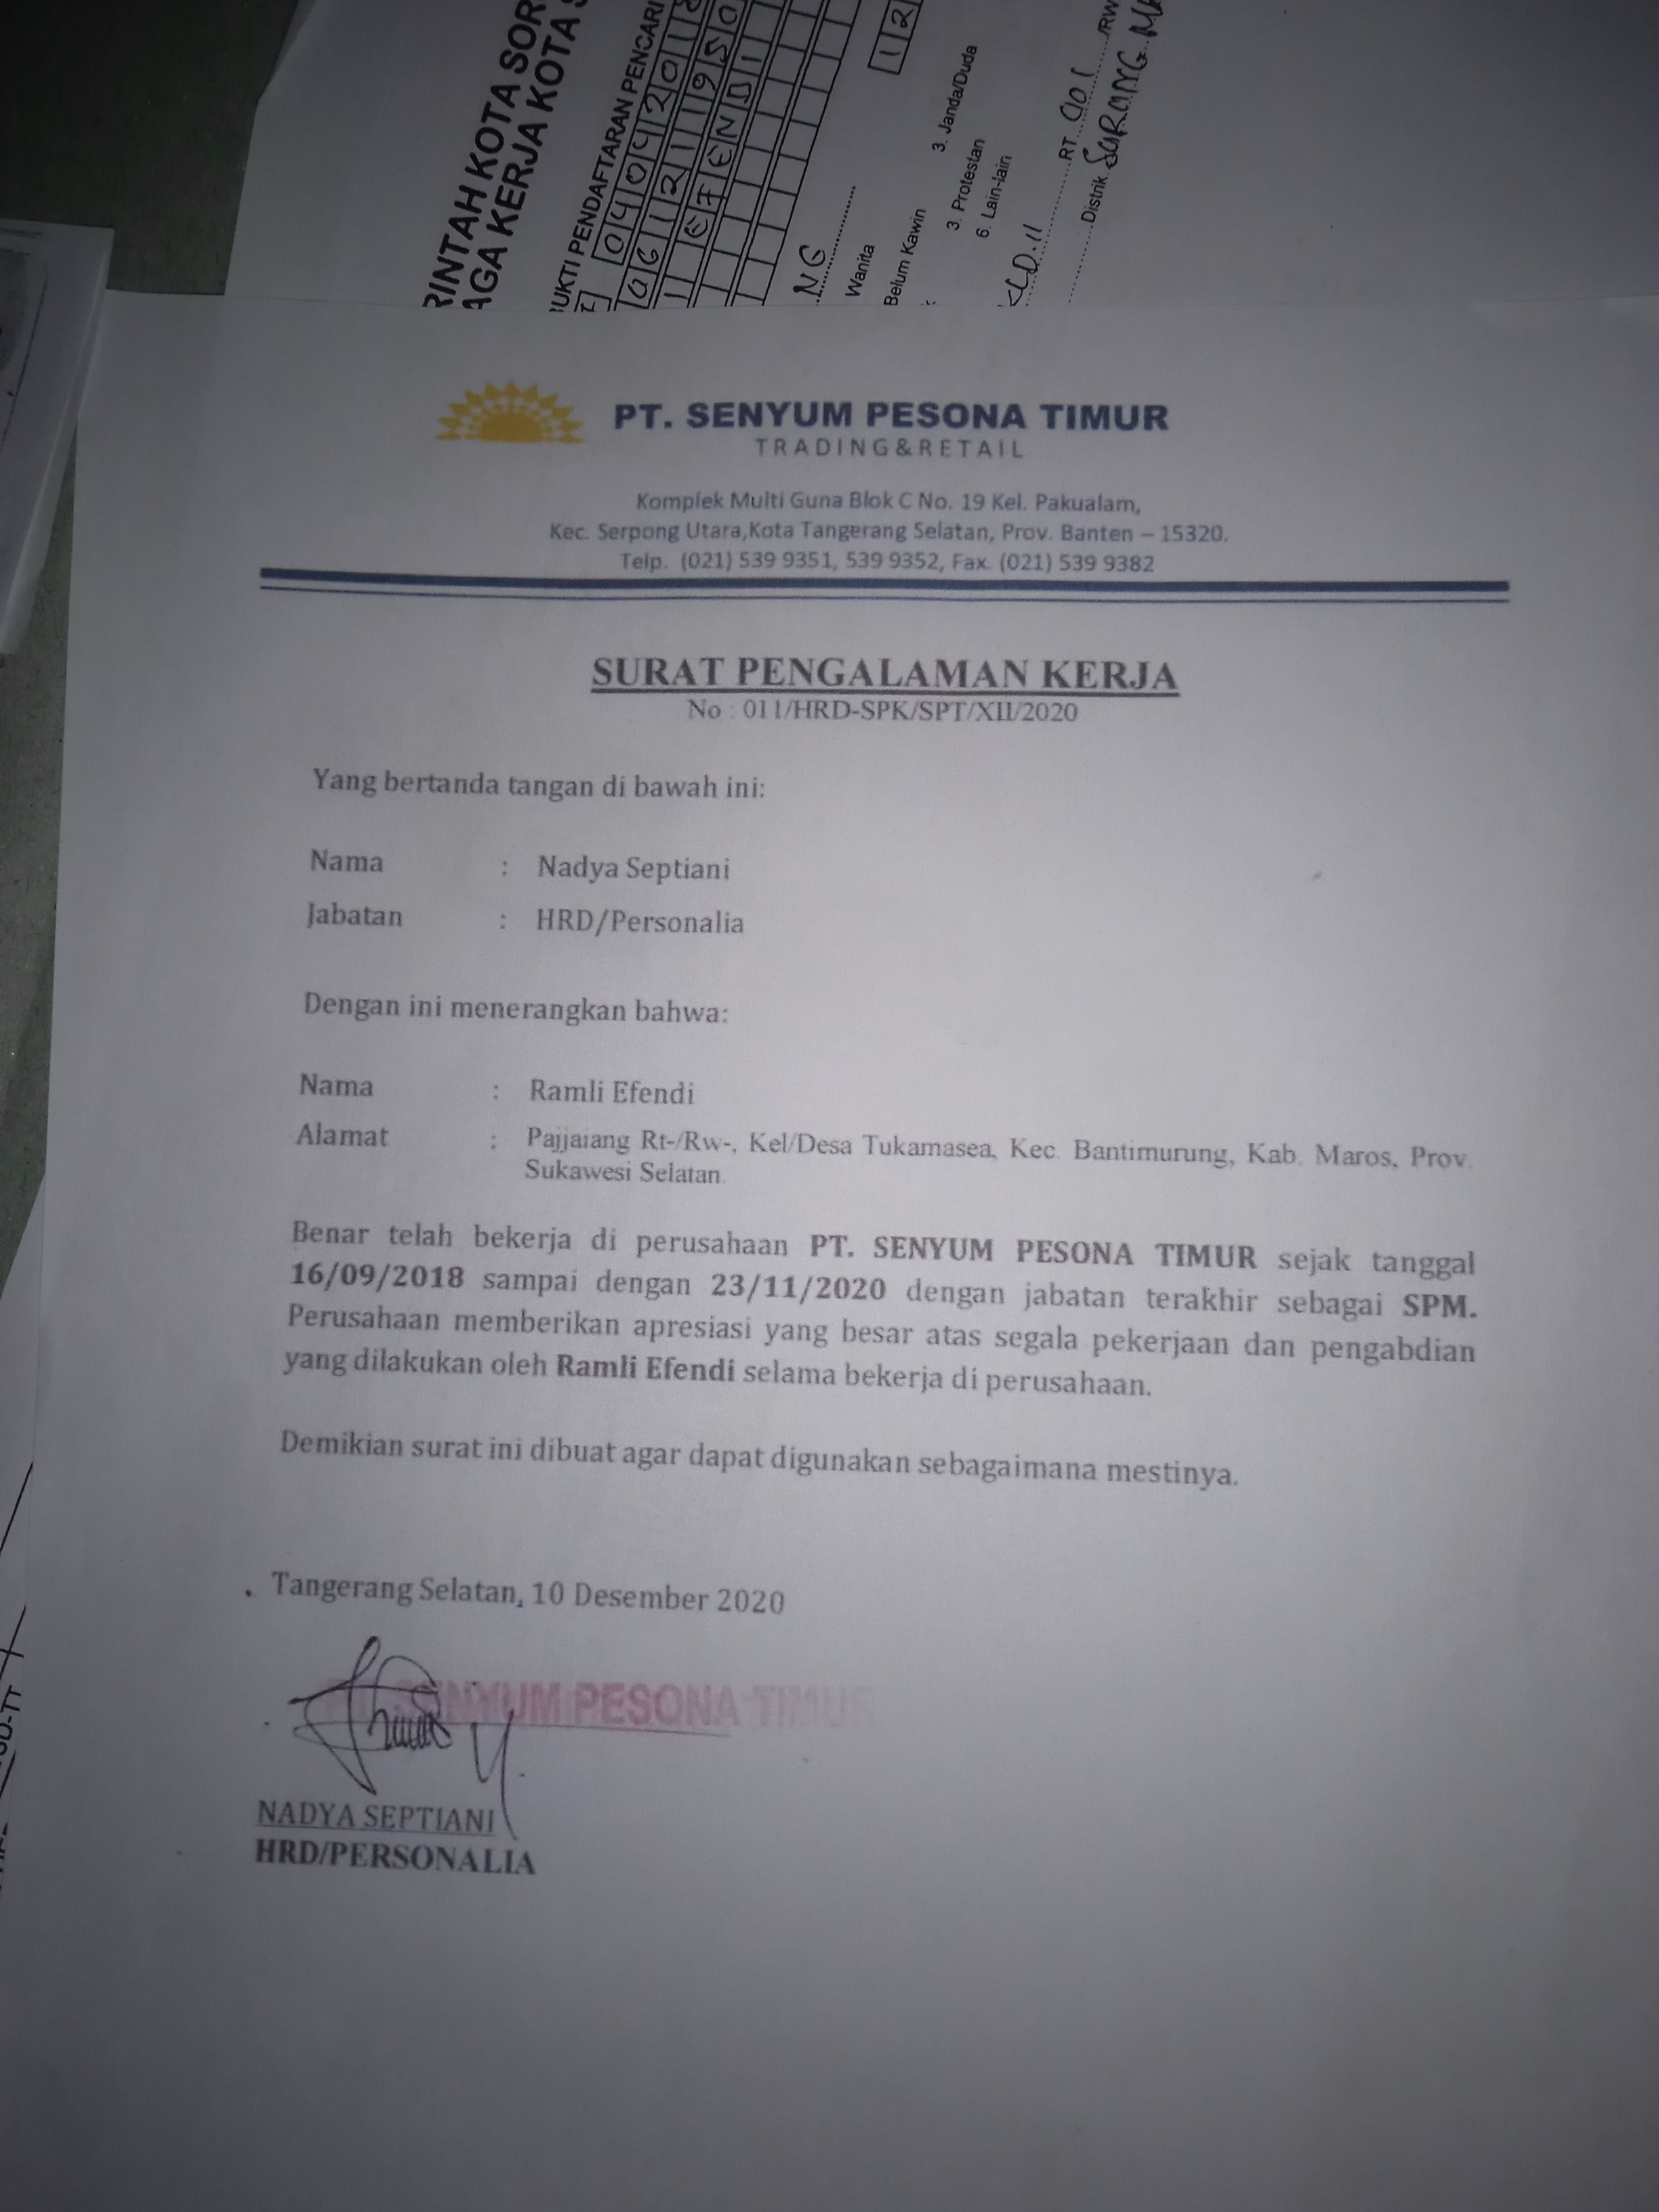 PT. SENYUM PESONA TIMUR
TRADING&RETAIL
Komplek Multi Guna Blok C No. 19 Kel. Pakualam,
Kec. Serpong Utara,Kota Tangerang Selatan, Prov. Banten – 15320.
Telp. (021) 539 9351, 539 9352, Fax. (021) 539 9382
SURAT PENGALAMAN KERJA
No : 011/HRD-SPK/SPT/XII/2020
Yang bertanda tangan di bawah ini:
Nama : Nadya Septiani
Jabatan : HRD/Personalia
Dengan ini menerangkan bahwa:
Nama : Ramli Efendi
Alamat : Pajjaiang Rt-/Rw-, Kel/Desa Tukamasea, Kec. Bantimurung, Kab. Maros, Prov.
Sukawesi Selatan.
Benar telah bekerja di perusahaan PT. SENYUM PESONA TIMUR sejak tanggal
16/09/2018 sampai dengan 23/11/2020 dengan jabatan terakhir sebagai SPM.
Perusahaan memberikan apresiasi yang besar atas segala pekerjaan dan pengabdian
yang dilakukan oleh Ramli Efendi selama bekerja di perusahaan.
Demikian surat ini dibuat agar dapat digunakan sebagaimana mestinya.
Tangerang Selatan, 10 Desember 2020
SENYUM PESONA TIMUR
NADYA SEPTIANI
HRD/PERSONALIA
RINTAH KOTA SOR
AGA KERJA KOTA S
UKTI PENDAFTARAN PENCARI
EFENDI
NG
Wanita
Belum Kawin 3. Janda/Duda
3. Protestan
6. Lain-lain
RT. 001 /RW
Distrik SORONG
12